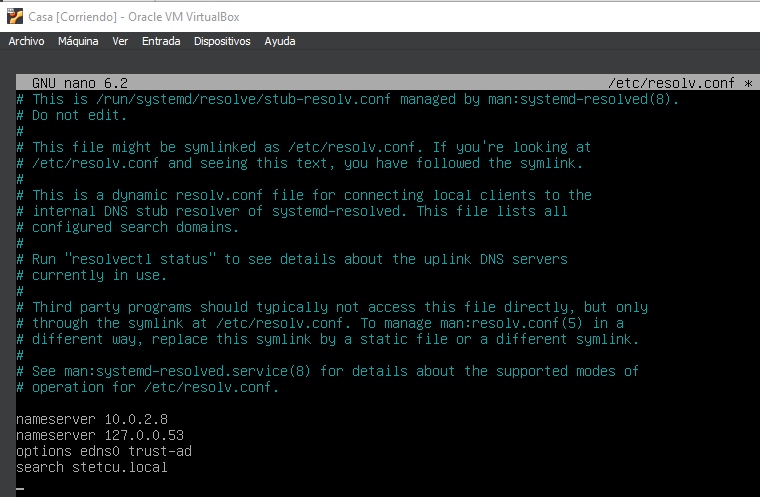 Casa [Corriendo] - Oracle VM VirtualBox
Archivo Máquina Ver Entrada Dispositivos Ayuda
GNU nano 6.2 /etc/resolv.conf *
# This is /run/systemd/resolve/stub-resolv.conf managed by man:systemd-resolved(8).
# Do not edit.
#
# This file might be symlinked as /etc/resolv.conf. If you're looking at
# /etc/resolv.conf and seeing this text, you have followed the symlink.
#
# This is a dynamic resolv.conf file for connecting local clients to the
# internal DNS stub resolver of systemd-resolved. This file lists all
# configured search domains.
#
# Run "resolvectl status" to see details about the uplink DNS servers
# currently in use.
#
# Third party programs should typically not access this file directly, but only
# through the symlink at /etc/resolv.conf. To manage man:resolv.conf(5) in a
# different way, replace this symlink by a static file or a different symlink.
#
# See man:systemd-resolved.service(8) for details about the supported modes of
# operation for /etc/resolv.conf.
nameserver 10.0.2.8
nameserver 127.0.0.53
options edns0 trust-ad
search stetcu.local